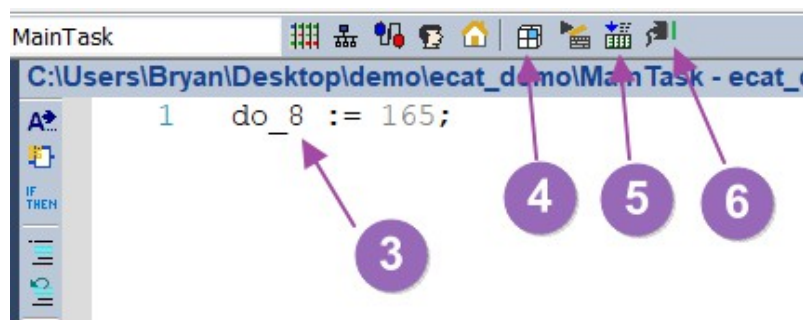 MainTask
C:\Users\Bryan\Desktop\demo\ecat_demo\MainTask - ecat_
1 do_8 := 165;
A
IF
THEN
3
4
5
6